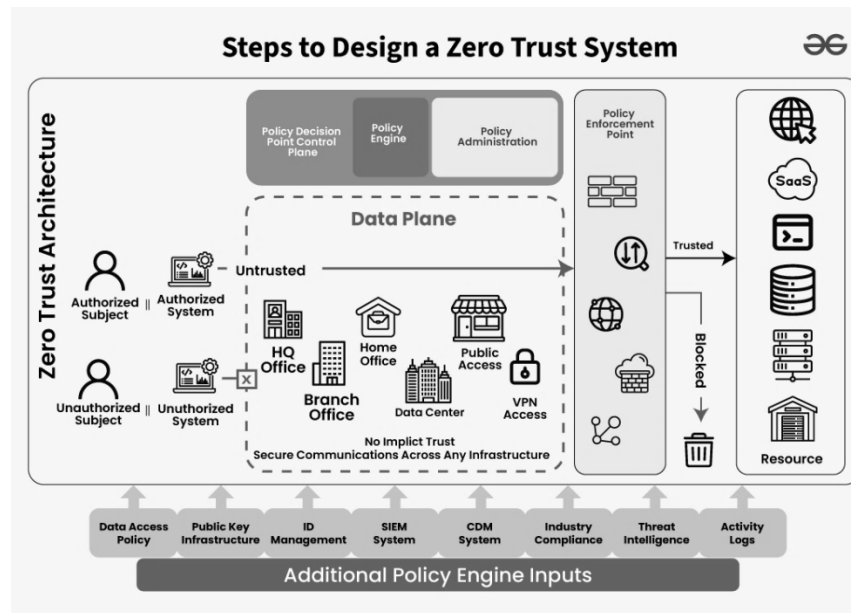 Steps to Design a Zero Trust System
Zero Trust Architecture
Policy Decision
Point Control
Plane
Policy
Engine
Policy
Administration
Policy
Enforcement
Point
Data Plane
Untrusted
Authorized
Subject
||
Authorized
System
Unauthorized
Subject
||
Unuthorized
System
X
HQ
Office
Branch
Office
Home
Office
Data Center
Public
Access
VPN
Access
No Implict Trust
Secure Communications Across Any Infrastructure
Trusted
Blocked
SaaS
Resource
Data Access
Policy
Public Key
Infrastructure
ID
Management
SIEM
System
CDM
System
Industry
Compliance
Threat
Intelligence
Activity
Logs
Additional Policy Engine Inputs